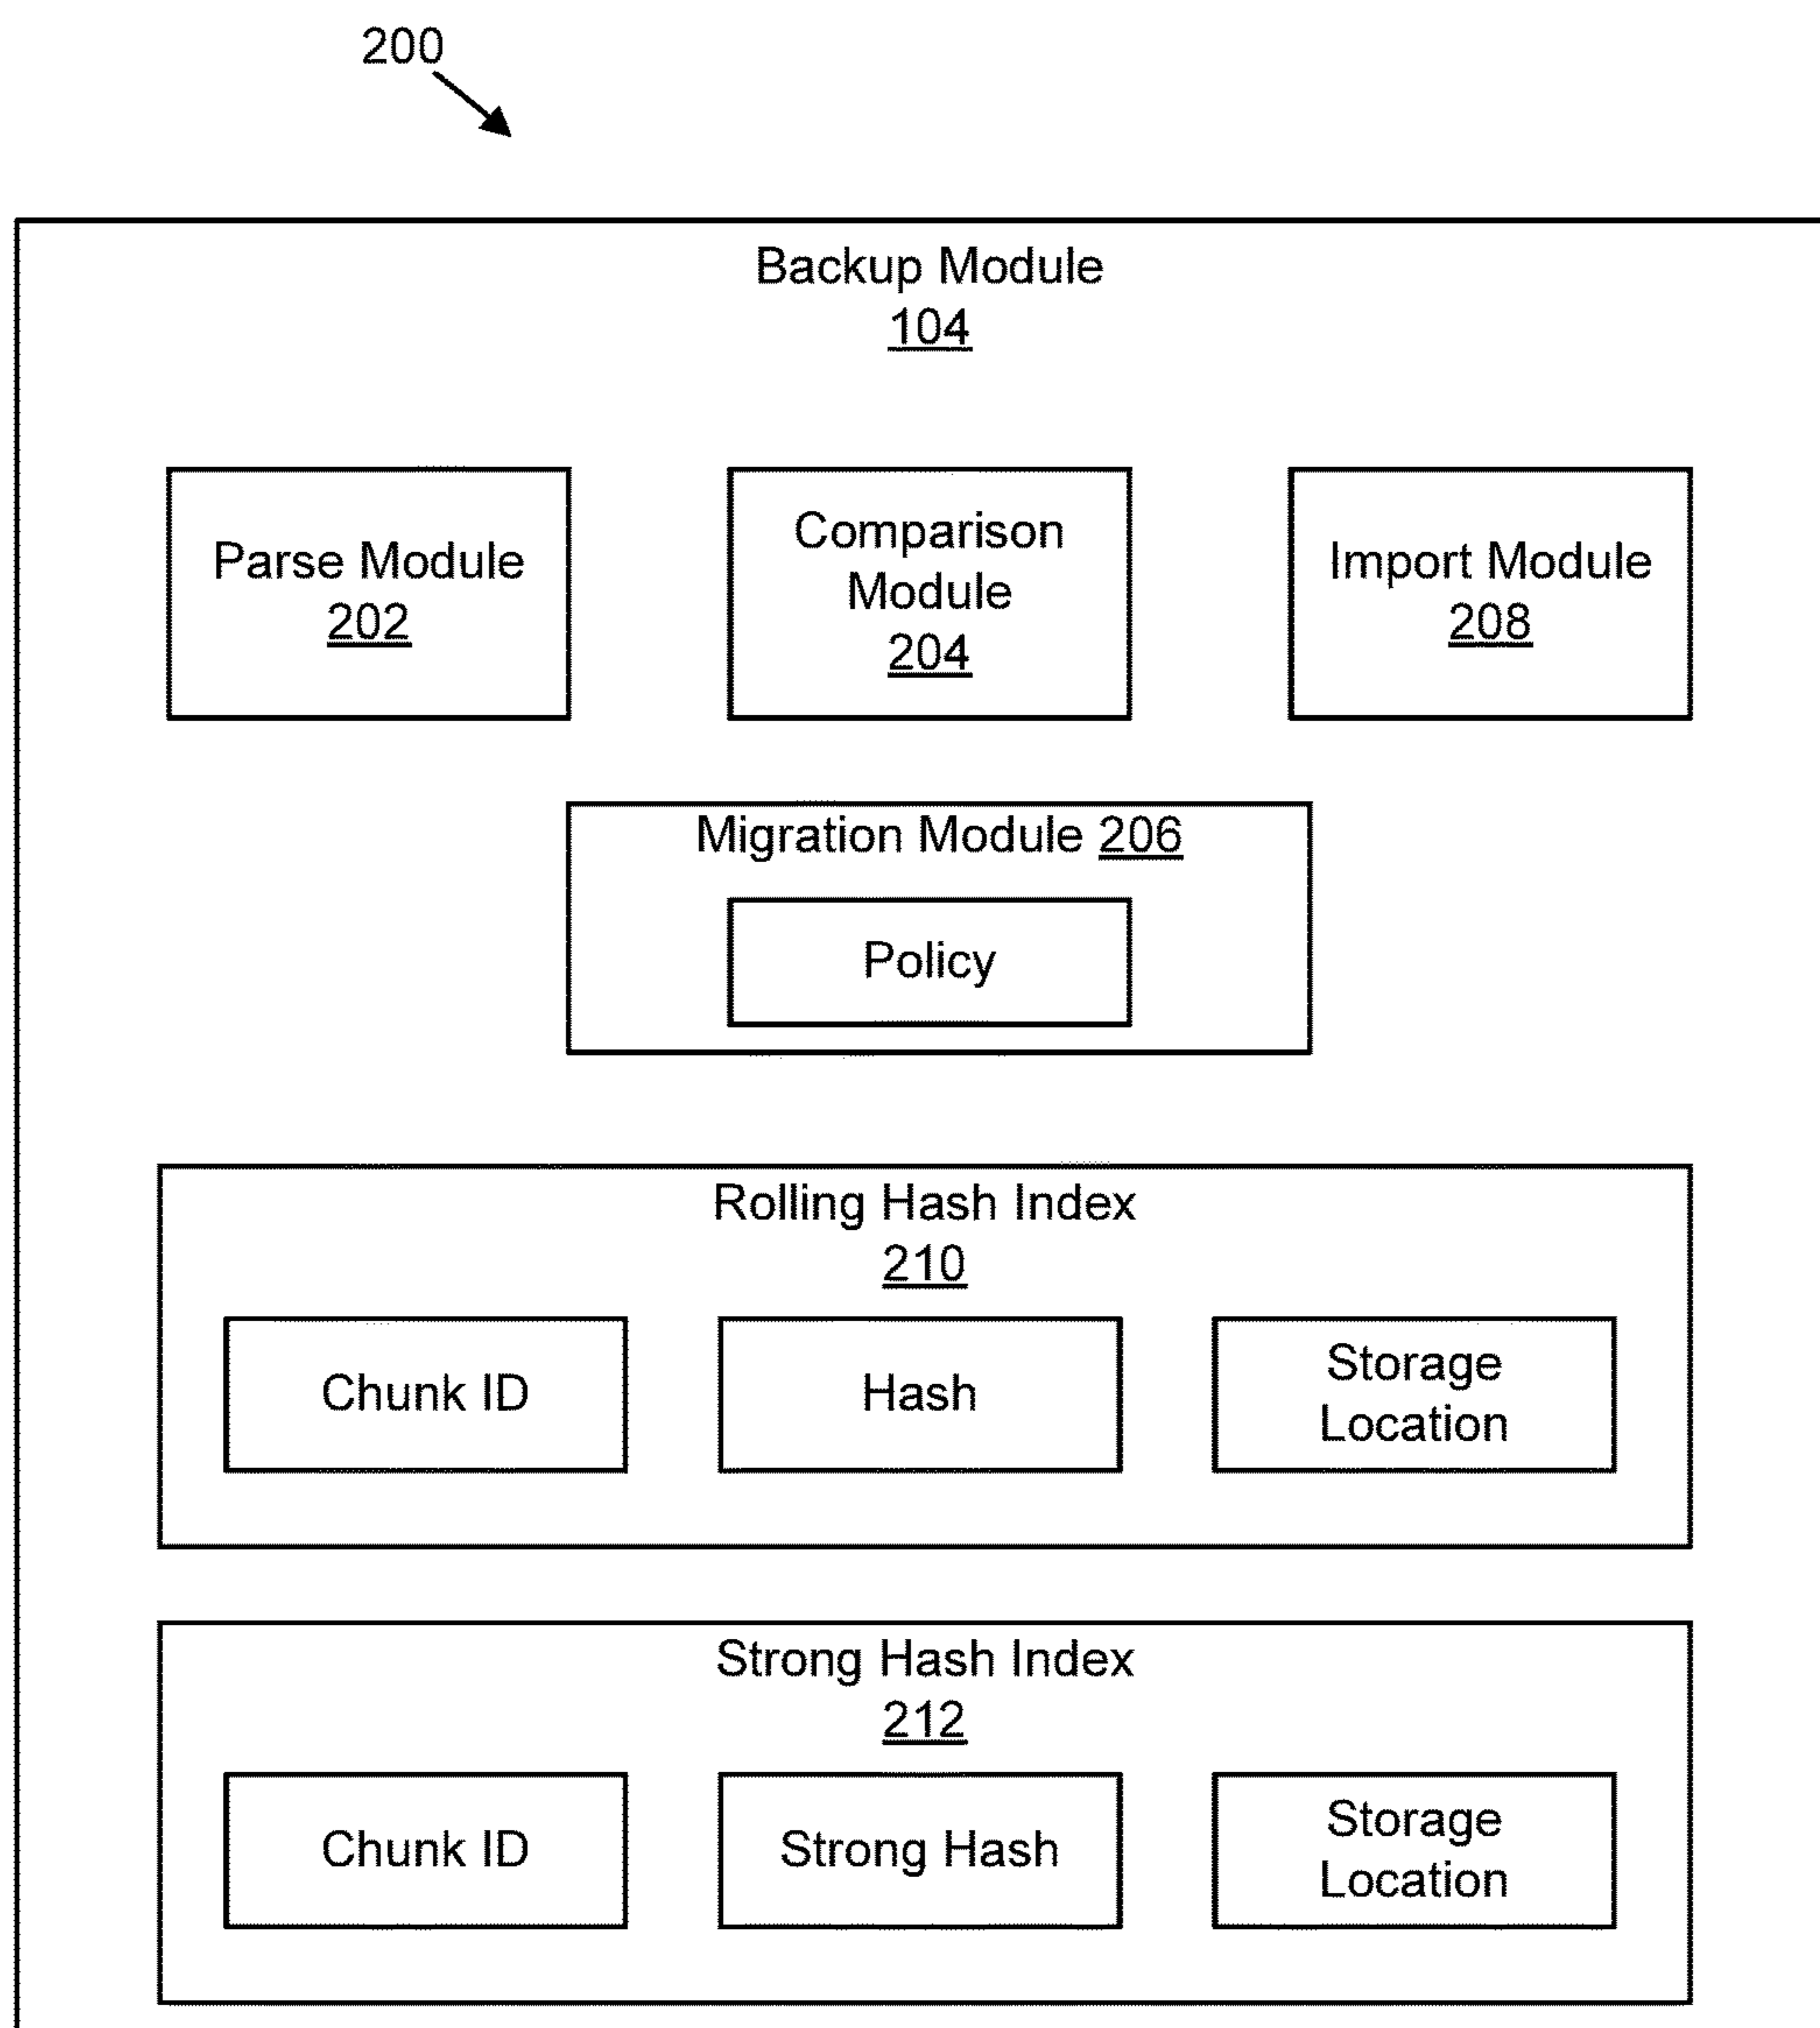 200
Backup Module
104
Parse Module
202
Comparison
Module
204
Import Module
208
Migration Module 206
Policy
Rolling Hash Index
210
Chunk ID
Hash
Storage
Location
Strong Hash Index
212
Chunk ID
Strong Hash
Storage
Location